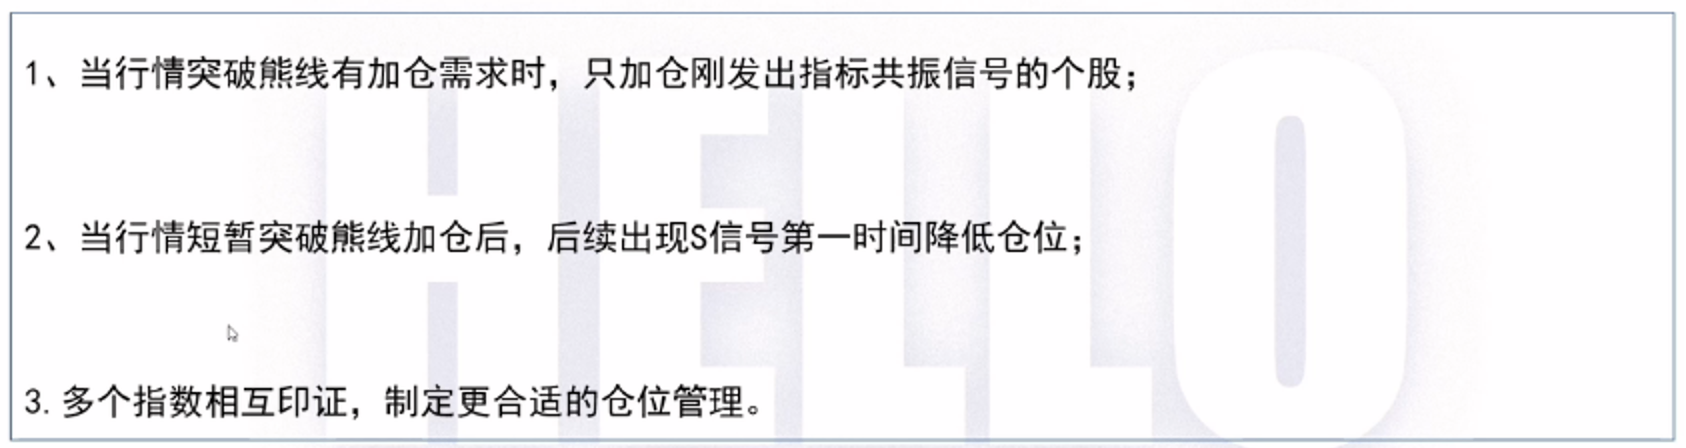 1、当行情突破熊线有加仓需求时，只加仓刚发出指标共振信号的个股；
2、当行情短暂突破熊线加仓后，后续出现S信号第一时间降低仓位；
3.多个指数相互印证，制定更合适的仓位管理。
HELLO